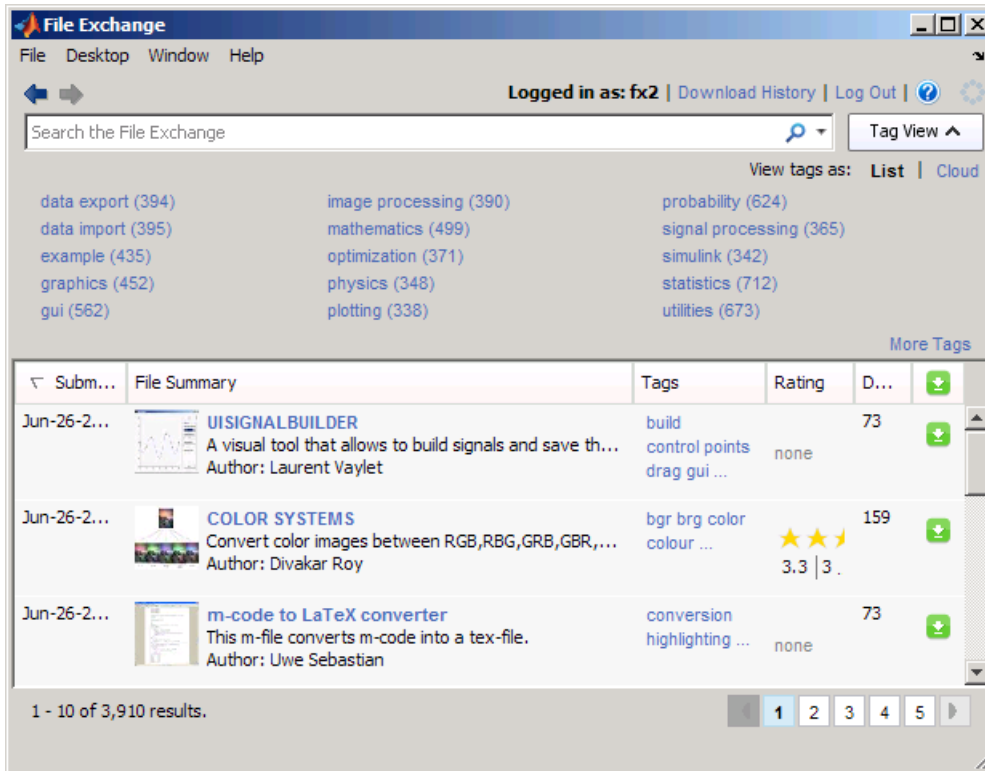 File Exchange
File Desktop Window Help
Logged in as: fx2 | Download History | Log Out |
Search the File Exchange
Tag View
View tags as: List | Cloud
data export (394) image processing (390) probability (624)
data import (395) mathematics (499) signal processing (365)
example (435) optimization (371) simulink (342)
graphics (452) physics (348) statistics (712)
gui (562) plotting (338) utilities (673)
More Tags
Subm... File Summary Tags Rating D...
Jun-26-2... UISIGNALBUILDER build 73
A visual tool that allows to build signals and save th... control points none
Author: Laurent Vaylet drag gui ...
Jun-26-2... COLOR SYSTEMS bgr brg color 159
Convert color images between RGB,RBG,GRB,GBR,... colour ...
Author: Divakar Roy 3.3 | 3 .
Jun-26-2... m-code to LaTeX converter conversion 73
This m-file converts m-code into a tex-file. highlighting ... none
Author: Uwe Sebastian
1 - 10 of 3,910 results. 1 2 3 4 5